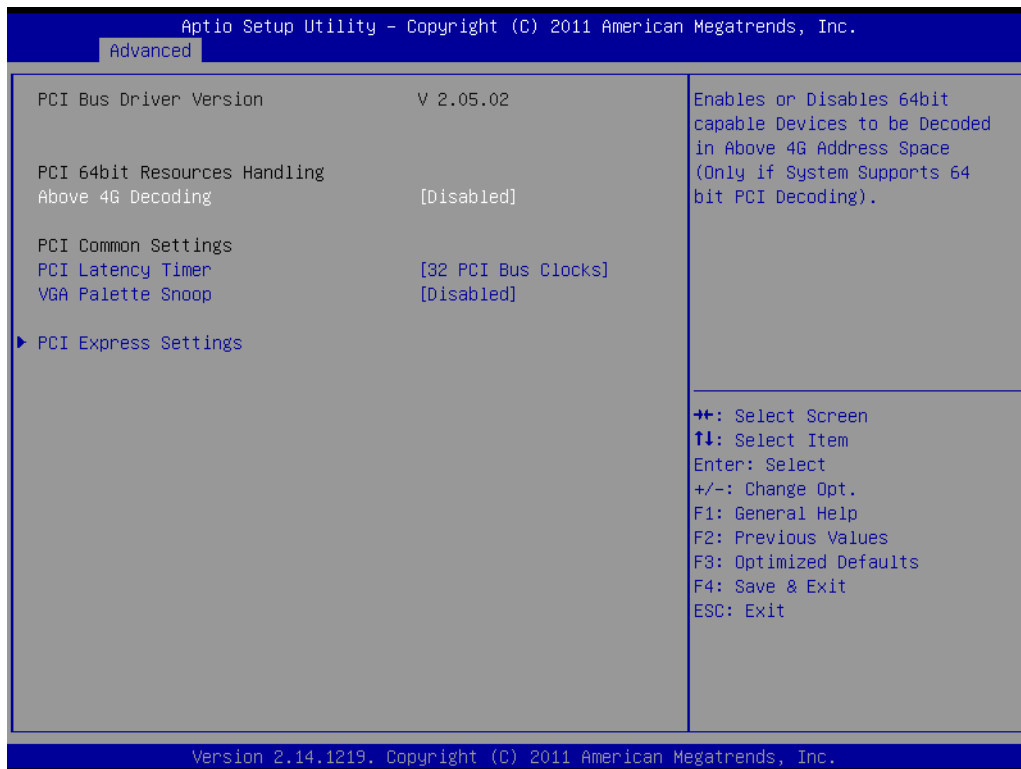 Aptio Setup Utility – Copyright (C) 2011 American Megatrends, Inc.
Advanced
PCI Bus Driver Version V 2.05.02
PCI 64bit Resources Handling
Above 4G Decoding [Disabled]
PCI Common Settings
PCI Latency Timer [32 PCI Bus Clocks]
VGA Palette Snoop [Disabled]
PCI Express Settings
Enables or Disables 64bit
capable Devices to be Decoded
in Above 4G Address Space
(Only if System Supports 64
bit PCI Decoding).
→←: Select Screen
↑↓: Select Item
Enter: Select
+/-: Change Opt.
F1: General Help
F2: Previous Values
F3: Optimized Defaults
F4: Save & Exit
ESC: Exit
Version 2.14.1219. Copyright (C) 2011 American Megatrends, Inc.